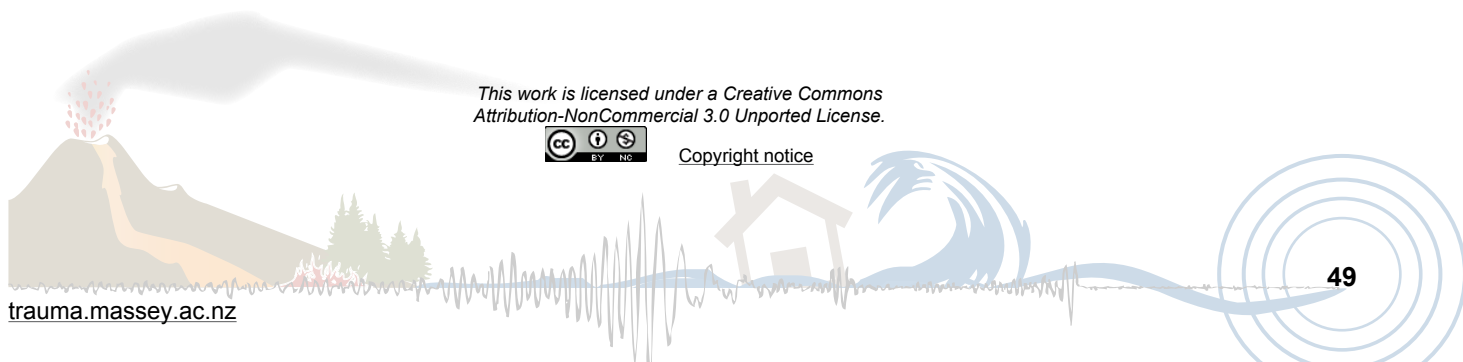 This work is licensed under a Creative Commons
Attribution-NonCommercial 3.0 Unported License.
cc
BY NC
Copyright notice
49
trauma.massey.ac.nz